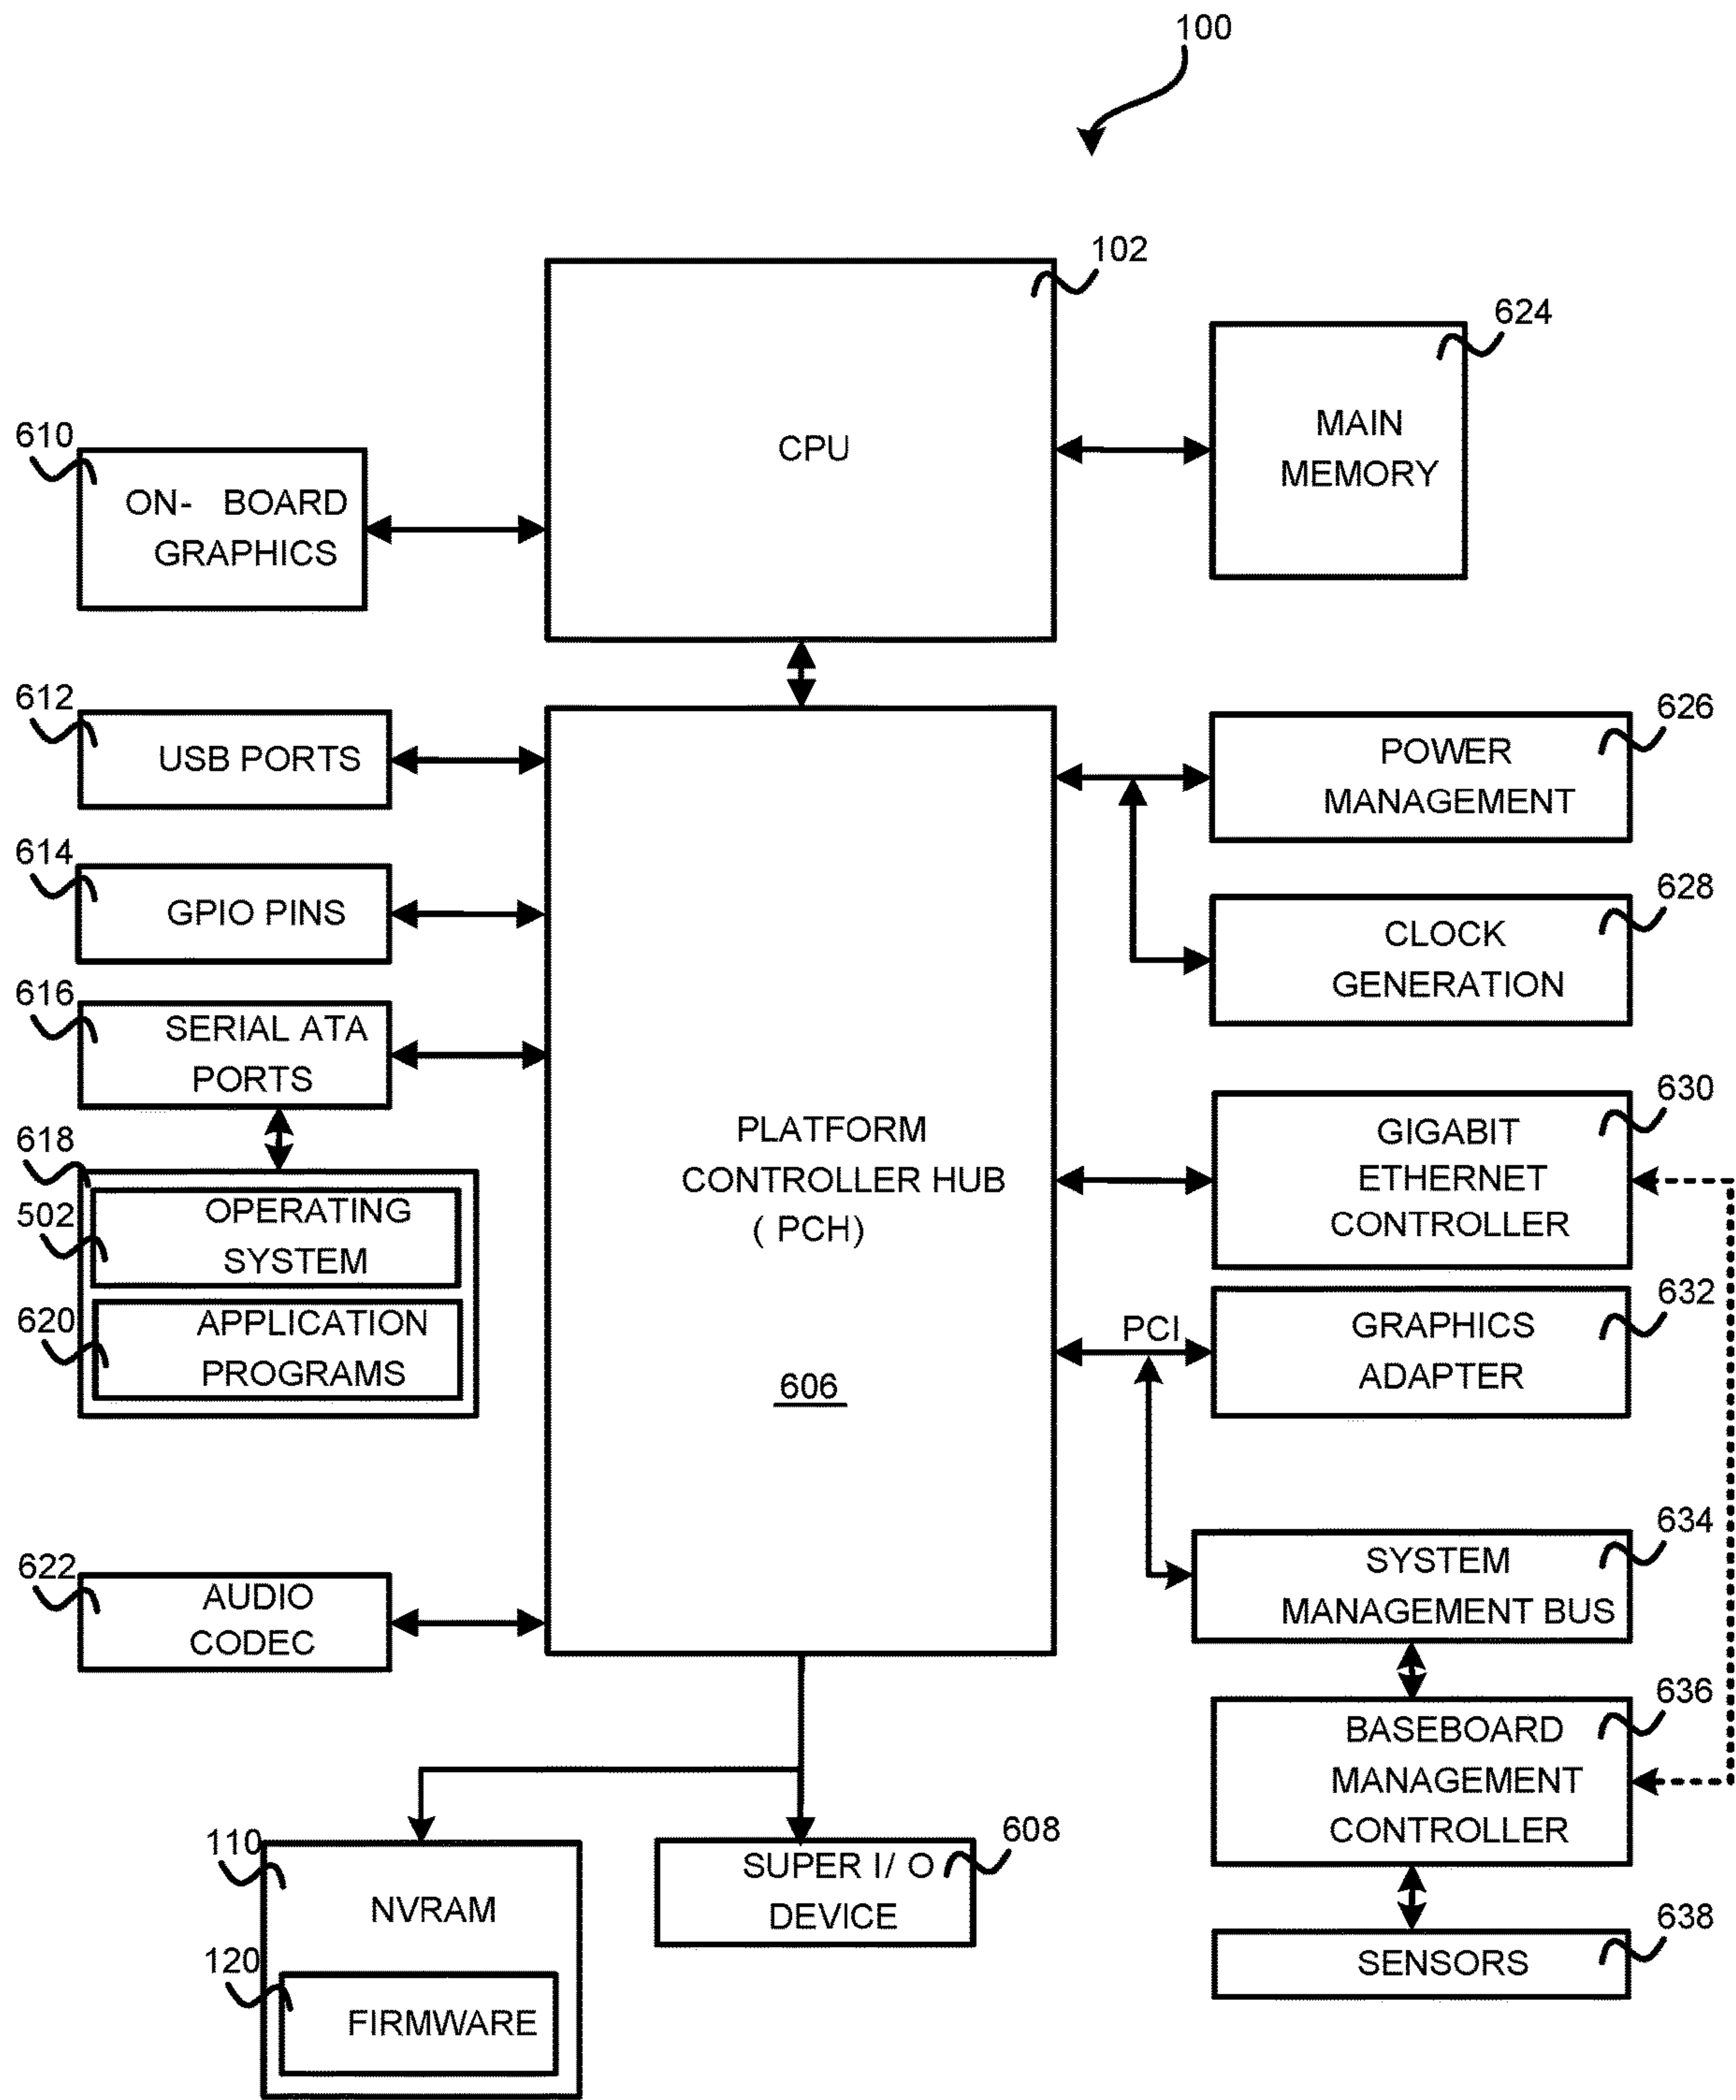 100
102
CPU
624
MAIN
MEMORY
610
ON- BOARD
GRAPHICS
612
USB PORTS
614
GPIO PINS
616
SERIAL ATA
PORTS
618
502
OPERATING
SYSTEM
620
APPLICATION
PROGRAMS
622
AUDIO
CODEC
PLATFORM
CONTROLLER HUB
( PCH)
606
626
POWER
MANAGEMENT
628
CLOCK
GENERATION
630
GIGABIT
ETHERNET
CONTROLLER
PCI
632
GRAPHICS
ADAPTER
634
SYSTEM
MANAGEMENT BUS
636
BASEBOARD
MANAGEMENT
CONTROLLER
638
SENSORS
110
NVRAM
120
FIRMWARE
608
SUPER I/ O
DEVICE